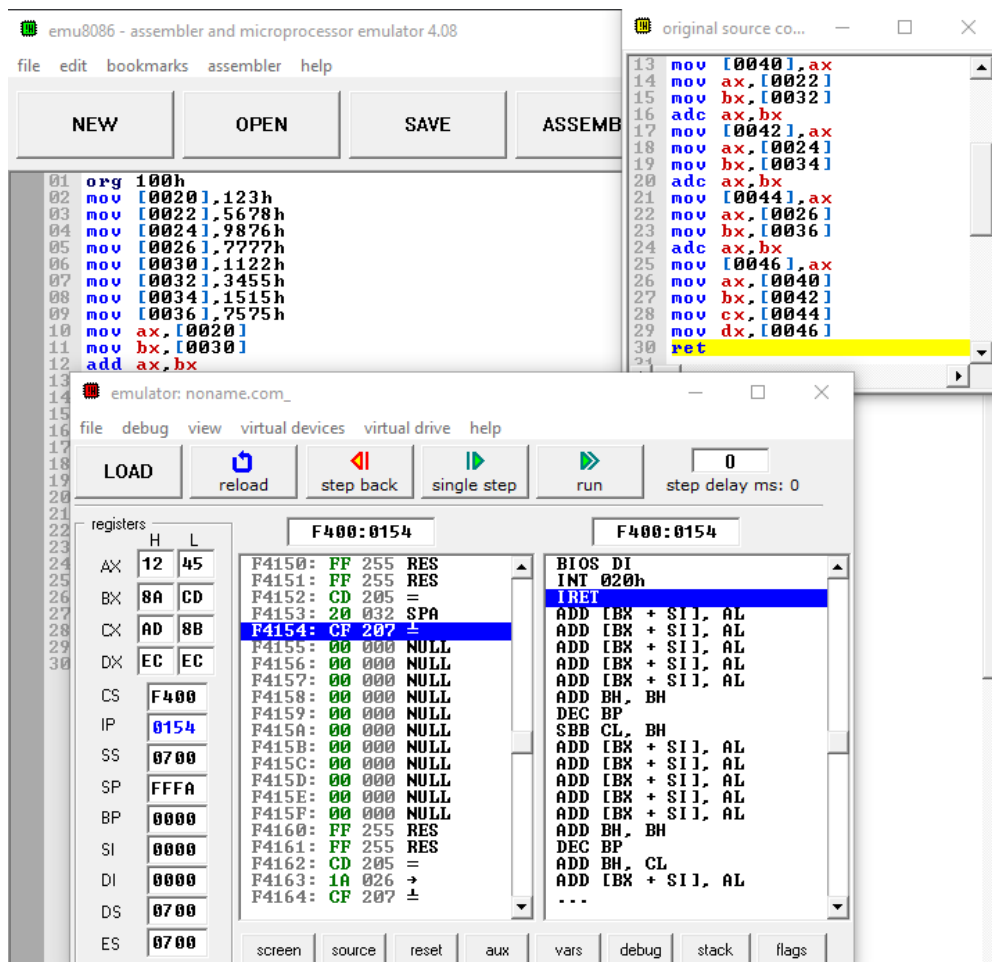 emu8086 - assembler and microprocessor emulator 4.08
file edit bookmarks assembler help
NEW OPEN SAVE ASSEMB
01 org 100h
02 mov [0020],123h
03 mov [0022],5678h
04 mov [0024],9876h
05 mov [0026],7777h
06 mov [0030],1122h
07 mov [0032],3455h
08 mov [0034],1515h
09 mov [0036],7575h
10 mov ax,[0020]
11 mov bx,[0030]
12 add ax,bx
13
14
15
16
17
18
19
20
21
22
23
24
25
26
27
28
29
30
original source co...
13 mov [0040],ax
14 mov ax,[0022]
15 mov bx,[0032]
16 adc ax,bx
17 mov [0042],ax
18 mov ax,[0024]
19 mov bx,[0034]
20 adc ax,bx
21 mov [0044],ax
22 mov ax,[0026]
23 mov bx,[0036]
24 adc ax,bx
25 mov [0046],ax
26 mov ax,[0040]
27 mov bx,[0042]
28 mov cx,[0044]
29 mov dx,[0046]
30 ret
emulator: noname.com_
file debug view virtual devices virtual drive help
LOAD reload step back single step run 0
step delay ms: 0
registers
H L
AX 12 45
BX 8A CD
CX AD 8B
DX EC EC
CS F400
IP 0154
SS 0700
SP FFFA
BP 0000
SI 0000
DI 0000
DS 0700
ES 0700
F400:0154
F4150: FF 255 RES
F4151: FF 255 RES
F4152: CD 205 =
F4153: 20 032 SPA
F4154: CF 207 ╧
F4155: 00 000 NULL
F4156: 00 000 NULL
F4157: 00 000 NULL
F4158: 00 000 NULL
F4159: 00 000 NULL
F415A: 00 000 NULL
F415B: 00 000 NULL
F415C: 00 000 NULL
F415D: 00 000 NULL
F415E: 00 000 NULL
F415F: 00 000 NULL
F4160: FF 255 RES
F4161: FF 255 RES
F4162: CD 205 =
F4163: 1A 026 →
F4164: CF 207 ╧
F400:0154
BIOS DI
INT 020h
IRET
ADD [BX + SI], AL
ADD [BX + SI], AL
ADD [BX + SI], AL
ADD [BX + SI], AL
ADD [BX + SI], AL
ADD BH, BH
DEC BP
SBB CL, BH
ADD [BX + SI], AL
ADD [BX + SI], AL
ADD [BX + SI], AL
ADD [BX + SI], AL
ADD [BX + SI], AL
ADD BH, BH
DEC BP
ADD BH, CL
ADD [BX + SI], AL
...
screen source reset aux vars debug stack flags